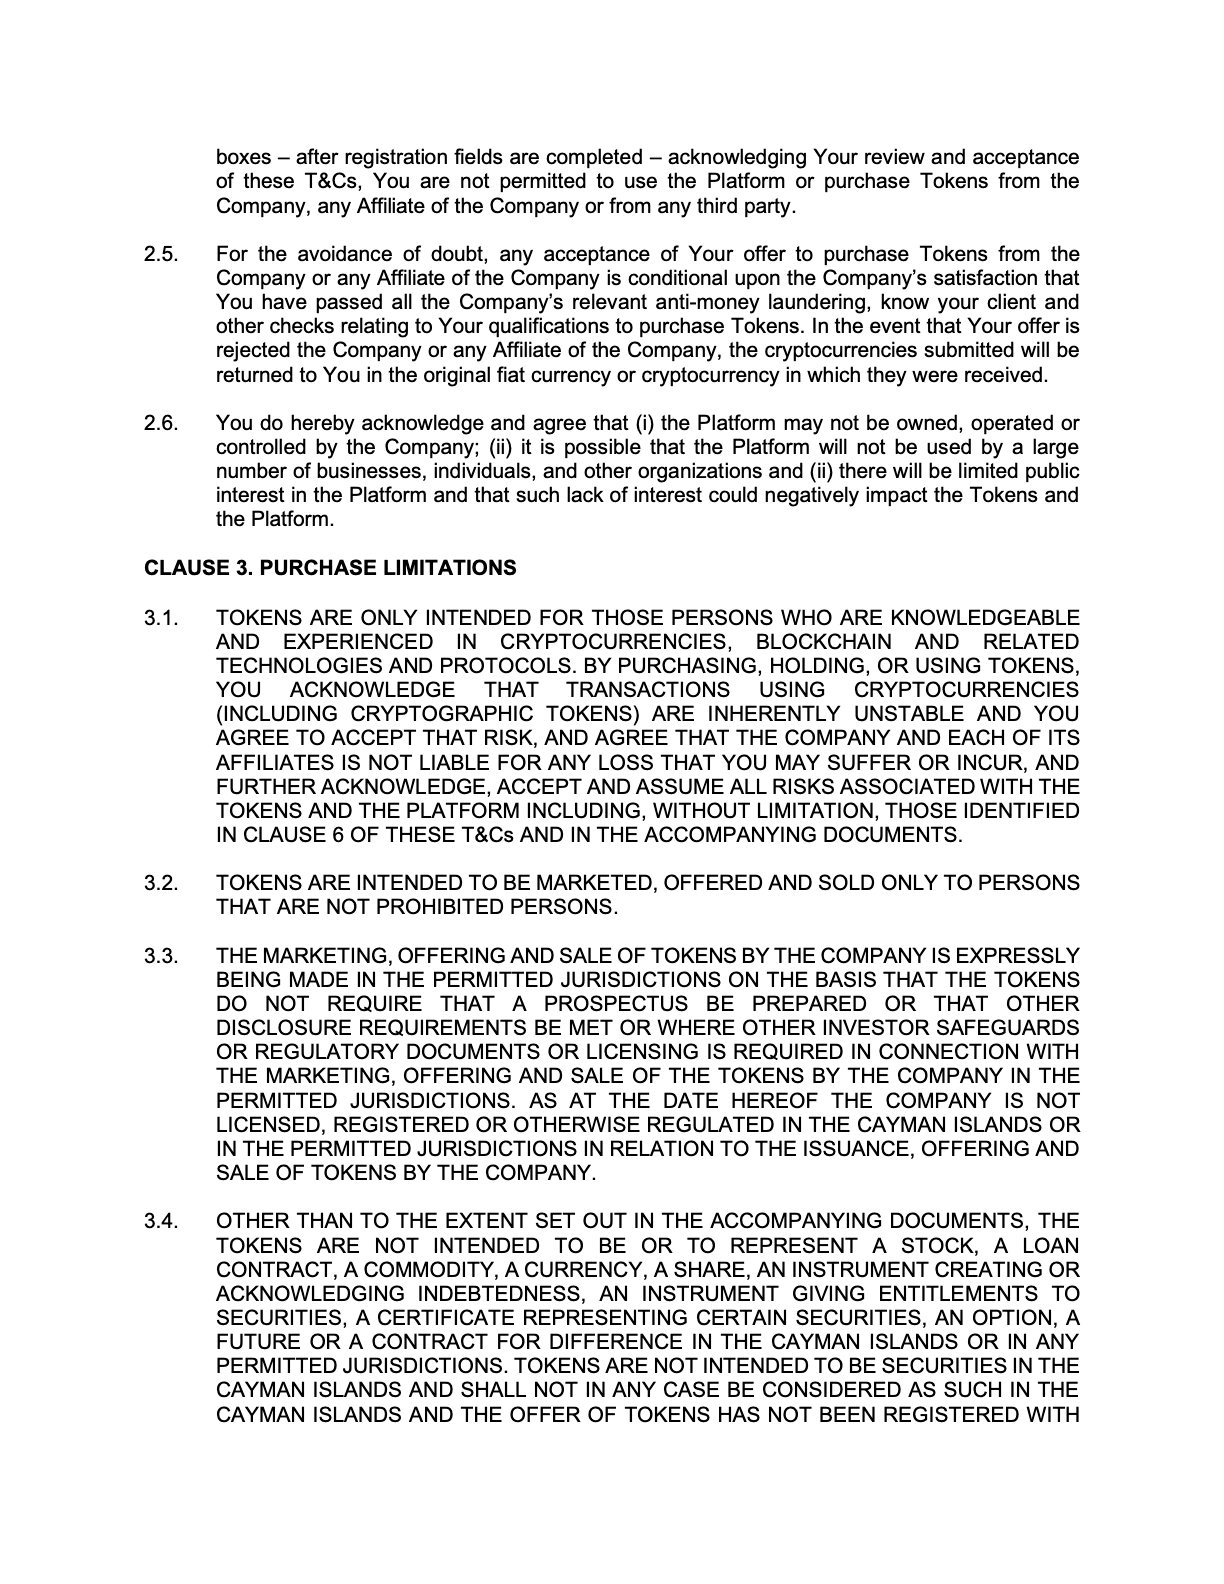 boxes – after registration fields are completed – acknowledging Your review and acceptance
of these T&Cs, You are not permitted to use the Platform or purchase Tokens from the
Company, any Affiliate of the Company or from any third party.
2.5. For the avoidance of doubt, any acceptance of Your offer to purchase Tokens from the
Company or any Affiliate of the Company is conditional upon the Company’s satisfaction that
You have passed all the Company’s relevant anti-money laundering, know your client and
other checks relating to Your qualifications to purchase Tokens. In the event that Your offer is
rejected the Company or any Affiliate of the Company, the cryptocurrencies submitted will be
returned to You in the original fiat currency or cryptocurrency in which they were received.
2.6. You do hereby acknowledge and agree that (i) the Platform may not be owned, operated or
controlled by the Company; (ii) it is possible that the Platform will not be used by a large
number of businesses, individuals, and other organizations and (ii) there will be limited public
interest in the Platform and that such lack of interest could negatively impact the Tokens and
the Platform.
CLAUSE 3. PURCHASE LIMITATIONS
3.1. TOKENS ARE ONLY INTENDED FOR THOSE PERSONS WHO ARE KNOWLEDGEABLE
AND EXPERIENCED IN CRYPTOCURRENCIES, BLOCKCHAIN AND RELATED
TECHNOLOGIES AND PROTOCOLS. BY PURCHASING, HOLDING, OR USING TOKENS,
YOU ACKNOWLEDGE THAT TRANSACTIONS USING CRYPTOCURRENCIES
(INCLUDING CRYPTOGRAPHIC TOKENS) ARE INHERENTLY UNSTABLE AND YOU
AGREE TO ACCEPT THAT RISK, AND AGREE THAT THE COMPANY AND EACH OF ITS
AFFILIATES IS NOT LIABLE FOR ANY LOSS THAT YOU MAY SUFFER OR INCUR, AND
FURTHER ACKNOWLEDGE, ACCEPT AND ASSUME ALL RISKS ASSOCIATED WITH THE
TOKENS AND THE PLATFORM INCLUDING, WITHOUT LIMITATION, THOSE IDENTIFIED
IN CLAUSE 6 OF THESE T&Cs AND IN THE ACCOMPANYING DOCUMENTS.
3.2. TOKENS ARE INTENDED TO BE MARKETED, OFFERED AND SOLD ONLY TO PERSONS
THAT ARE NOT PROHIBITED PERSONS.
3.3. THE MARKETING, OFFERING AND SALE OF TOKENS BY THE COMPANY IS EXPRESSLY
BEING MADE IN THE PERMITTED JURISDICTIONS ON THE BASIS THAT THE TOKENS
DO NOT REQUIRE THAT A PROSPECTUS BE PREPARED OR THAT OTHER
DISCLOSURE REQUIREMENTS BE MET OR WHERE OTHER INVESTOR SAFEGUARDS
OR REGULATORY DOCUMENTS OR LICENSING IS REQUIRED IN CONNECTION WITH
THE MARKETING, OFFERING AND SALE OF THE TOKENS BY THE COMPANY IN THE
PERMITTED JURISDICTIONS. AS AT THE DATE HEREOF THE COMPANY IS NOT
LICENSED, REGISTERED OR OTHERWISE REGULATED IN THE CAYMAN ISLANDS OR
IN THE PERMITTED JURISDICTIONS IN RELATION TO THE ISSUANCE, OFFERING AND
SALE OF TOKENS BY THE COMPANY.
3.4. OTHER THAN TO THE EXTENT SET OUT IN THE ACCOMPANYING DOCUMENTS, THE
TOKENS ARE NOT INTENDED TO BE OR TO REPRESENT A STOCK, A LOAN
CONTRACT, A COMMODITY, A CURRENCY, A SHARE, AN INSTRUMENT CREATING OR
ACKNOWLEDGING INDEBTEDNESS, AN INSTRUMENT GIVING ENTITLEMENTS TO
SECURITIES, A CERTIFICATE REPRESENTING CERTAIN SECURITIES, AN OPTION, A
FUTURE OR A CONTRACT FOR DIFFERENCE IN THE CAYMAN ISLANDS OR IN ANY
PERMITTED JURISDICTIONS. TOKENS ARE NOT INTENDED TO BE SECURITIES IN THE
CAYMAN ISLANDS AND SHALL NOT IN ANY CASE BE CONSIDERED AS SUCH IN THE
CAYMAN ISLANDS AND THE OFFER OF TOKENS HAS NOT BEEN REGISTERED WITH